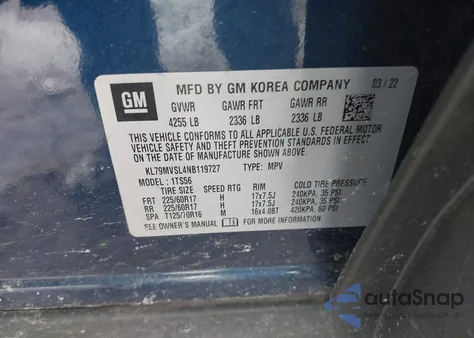 GM
MFD BY GM KOREA COMPANY 03/22
GVWR GAWR FRT GAWR RR
4255 LB 2336 LB 2336 LB
THIS VEHICLE CONFORMS TO ALL APPLICABLE U.S. FEDERAL MOTOR
VEHICLE SAFETY AND THEFT PREVENTION STANDARDS IN EFFECT
ON THE DATE OF MANUFACTURE SHOWN ABOVE.
KL79MVSLANB119727 TYPE: MPV
MODEL: 1TS56
TIRE SIZE SPEED RTG RIM COLD TIRE PRESSURE
FRT 225/60R17 H 17x7.5J 240KPA, 35 PSI
RR 225/60R17 H 17x7.5J 240KPA, 35 PSI
SPA T125/70R16 M 16x4.0BT 420KPA, 60 PSI
SEE OWNER'S MANUAL FOR ADDITIONAL INFORMATION
autaSnap